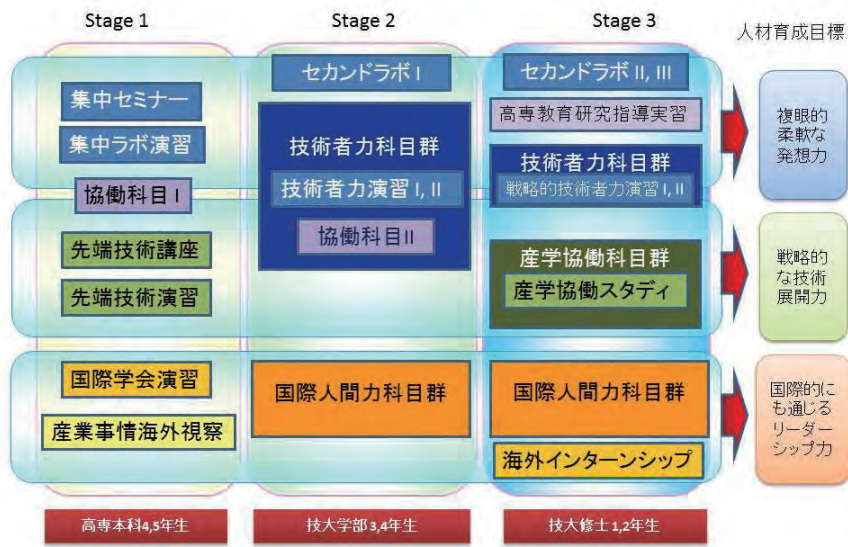 Stage 1
Stage 2
Stage 3
人材育成目標
集中セミナー
集中ラボ演習
協働科目 I
先端技術講座
先端技術演習
国際学会演習
産業事情海外視察
高専本科4,5年生
セカンドラボ I
技術者力科目群
技術者力演習 I, II
協働科目II
国際人間力科目群
技大学部3,4年生
セカンドラボ II, III
高専教育研究指導実習
技術者力科目群
戦略的技術者力演習 I, II
産学協働科目群
産学協働スタディ
国際人間力科目群
海外インターンシップ
技大修士1,2年生
複眼的
柔軟な
発想力
戦略的
な技術
展開力
国際的に
も通じる
リーダー
シップ力